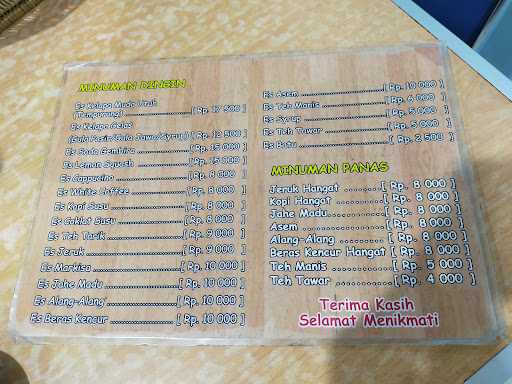 MINUMAN DINGIN
Es Kelapa Muda Utuh
(Tempurung) ........................[ Rp. 17 500 ]
Es Kelapa Gelas
(Gula Pasir/Gula Jawa/Syrup) [ Rp. 12 500 ]
Es Soda Gembira ....................[ Rp. 15 000 ]
Es Lemon Squash ....................[ Rp. 15 000 ]
Es Cappucino ........................[ Rp. 8 000 ]
Es White Coffee ....................[ Rp. 8 000 ]
Es Kopi Susu ........................[ Rp. 8 000 ]
Es Coklat Susu ......................[ Rp. 8 000 ]
Es Teh Tarik ........................[ Rp. 9 000 ]
Es Jeruk .............................[ Rp. 9 000 ]
Es Markisa ..........................[ Rp. 10 000 ]
Es Jahe Madu .......................[ Rp. 10 000 ]
Es Alang-Alang .....................[ Rp. 10 000 ]
Es Beras Kencur ....................[ Rp. 10 000 ]
Es Asem .............................[ Rp. 10 000 ]
Es Teh Manis ........................[ Rp. 6 000 ]
Es Syrup .............................[ Rp. 5 000 ]
Es Teh Tawar ........................[ Rp. 5 000 ]
Es Batu ..............................[ Rp. 2 500 ]
MINUMAN PANAS
Jeruk Hangat .........[ Rp. 8 000 ]
Kopi Hangat ..........[ Rp. 8 000 ]
Jahe Madu............[ Rp. 8 000 ]
Asem .................[ Rp. 8 000 ]
Alang-Alang ..........[ Rp. 8 000 ]
Beras Kencur Hangat [ Rp. 8 000 ]
Teh Manis ............[ Rp. 5 000 ]
Teh Tawar ............[ Rp. 4 000 ]
Terima Kasih
Selamat Menikmati